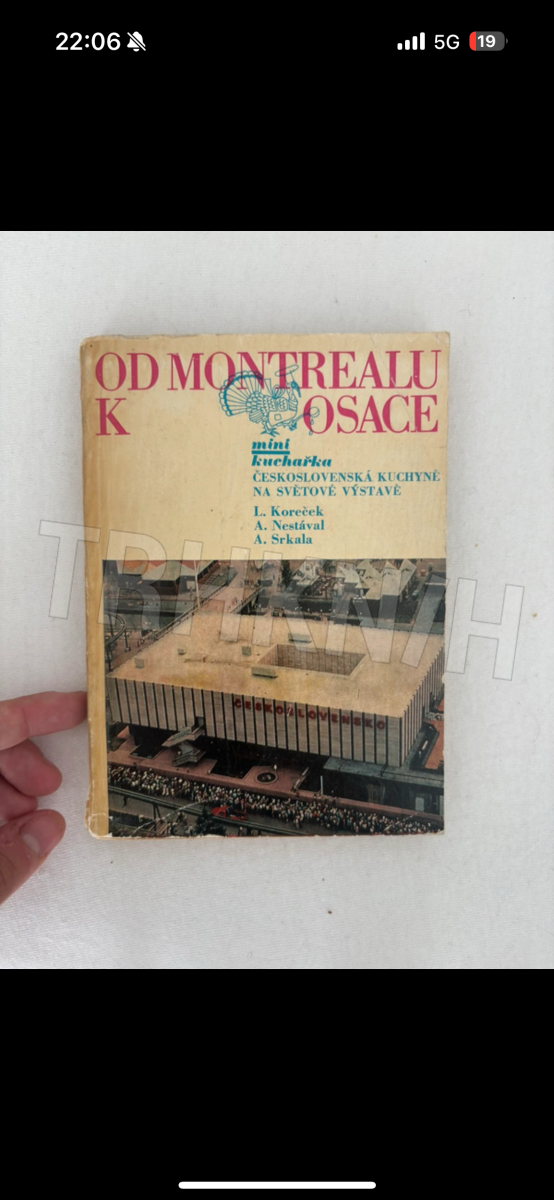 22:06
5G
19
OD MONTREALU
K OSACE
mini
kuchařka
ČESKOSLOVENSKÁ KUCHYNĚ
NA SVĚTOVÉ VÝSTAVĚ
L. Koreček
A. Nestával
A. Srkala
ČESKOSLOVENSKO